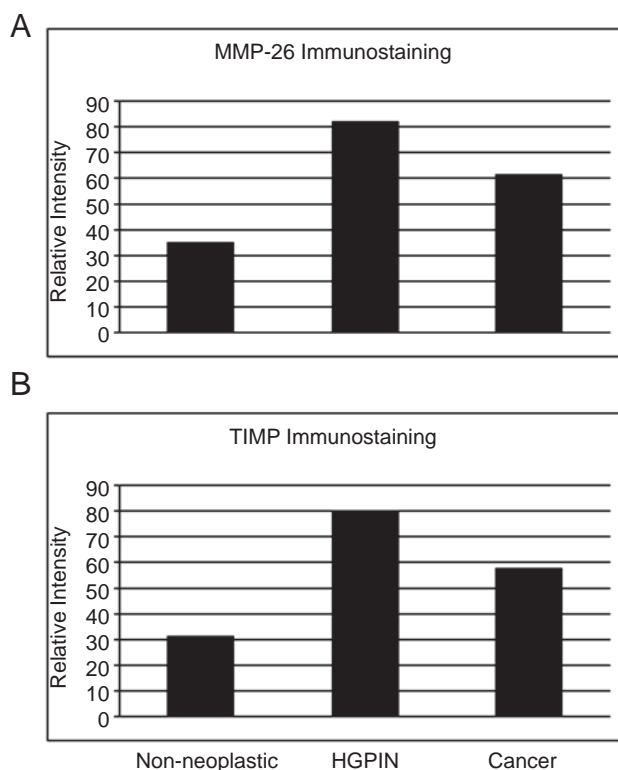 A
MMP-26 Immunostaining
Relative Intensity
90
80
70
60
50
40
30
20
10
0
B
TIMP Immunostaining
Relative Intensity
90
80
70
60
50
40
30
20
10
0
Non-neoplastic HGPIN Cancer